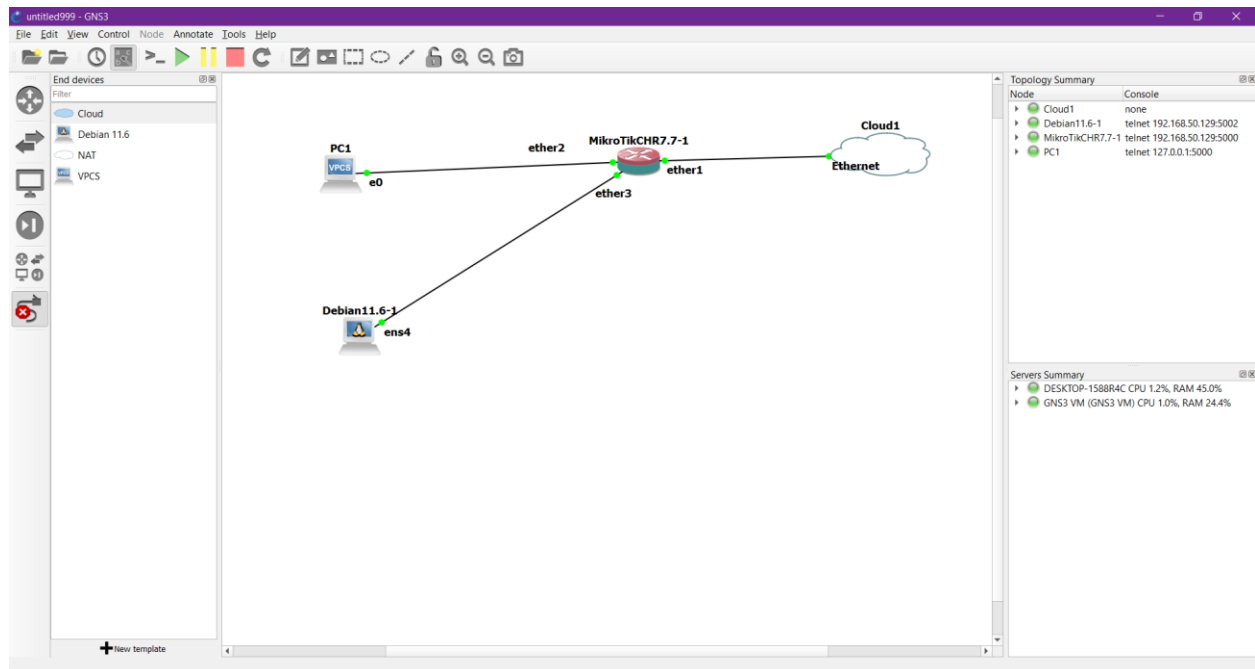 untitled999 - GNS3
File Edit View Control Node Annotate Tools Help
End devices
Filter
Cloud
Debian 11.6
NAT
VPCS
New template
PC1
VPCS
e0
ether2
MikroTikCHR7.7-1
ether1
ether3
Cloud1
Ethernet
Debian11.6-1
ens4
Topology Summary
Node Console
Cloud1 none
Debian11.6-1 telnet 192.168.50.129:5002
MikroTikCHR7.7-1 telnet 192.168.50.129:5000
PC1 telnet 127.0.0.1:5000
Servers Summary
DESKTOP-1588R4C CPU 1.2%, RAM 45.0%
GNS3 VM (GNS3 VM) CPU 1.0%, RAM 24.4%